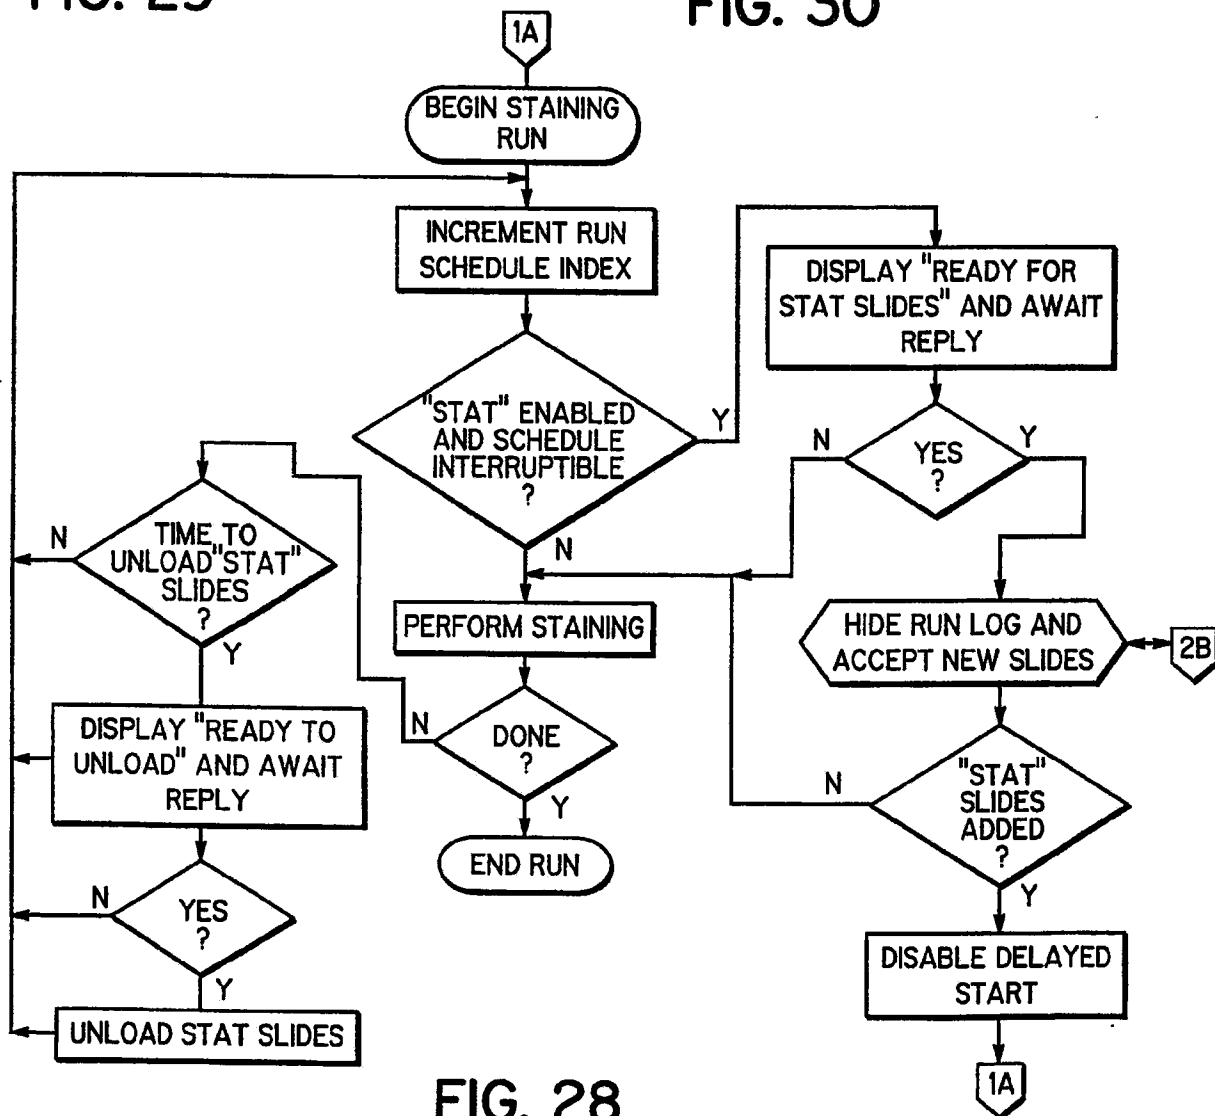 FIG. 29
FIG. 30
1A
BEGIN STAINING
RUN
INCREMENT RUN
SCHEDULE INDEX
"STAT" ENABLED
AND SCHEDULE
INTERRUPTIBLE
?
Y
N
DISPLAY "READY FOR
STAT SLIDES" AND AWAIT
REPLY
YES
?
N
Y
HIDE RUN LOG AND
ACCEPT NEW SLIDES
2B
"STAT"
SLIDES
ADDED
?
N
Y
DISABLE DELAYED
START
1A
PERFORM STAINING
DONE
?
N
Y
END RUN
TIME TO
UNLOAD "STAT"
SLIDES
?
N
Y
DISPLAY "READY TO
UNLOAD" AND AWAIT
REPLY
YES
?
N
Y
UNLOAD STAT SLIDES
FIG. 28